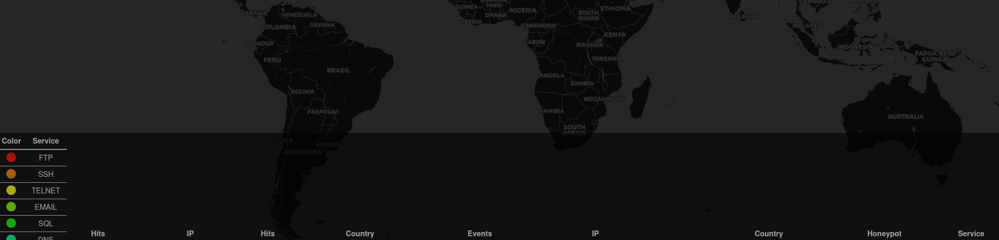 BURKINA
FASO
CAMBODIA
PHILIPPINES
GUINEA
NIGERIA
ETHIOPIA
PANAMA
VENEZUELA
GHANA
SOUTH
SUDAN
SRI LANKA
LIBERIA
COLOMBIA
GUYANA
CAMEROON
MALAYSIA
KENYA
ECUADOR
GABON
RWANDA
INDONESIA
PERU
TANZANIA
PAPUA NEW
GUINEA
BRAZIL
ANGOLA
ZAMBIA
BOLIVIA
MOZAMBIQUE
PARAGUAY
NAMIBIA
AUSTRALIA
SOUTH
AFRICA
CHILE
URUGUA
ARGENTINA
Color Service
FTP
SSH
TELNET
EMAIL
SQL
DNS
Hits IP Hits Country Events IP Country Honeypot Service